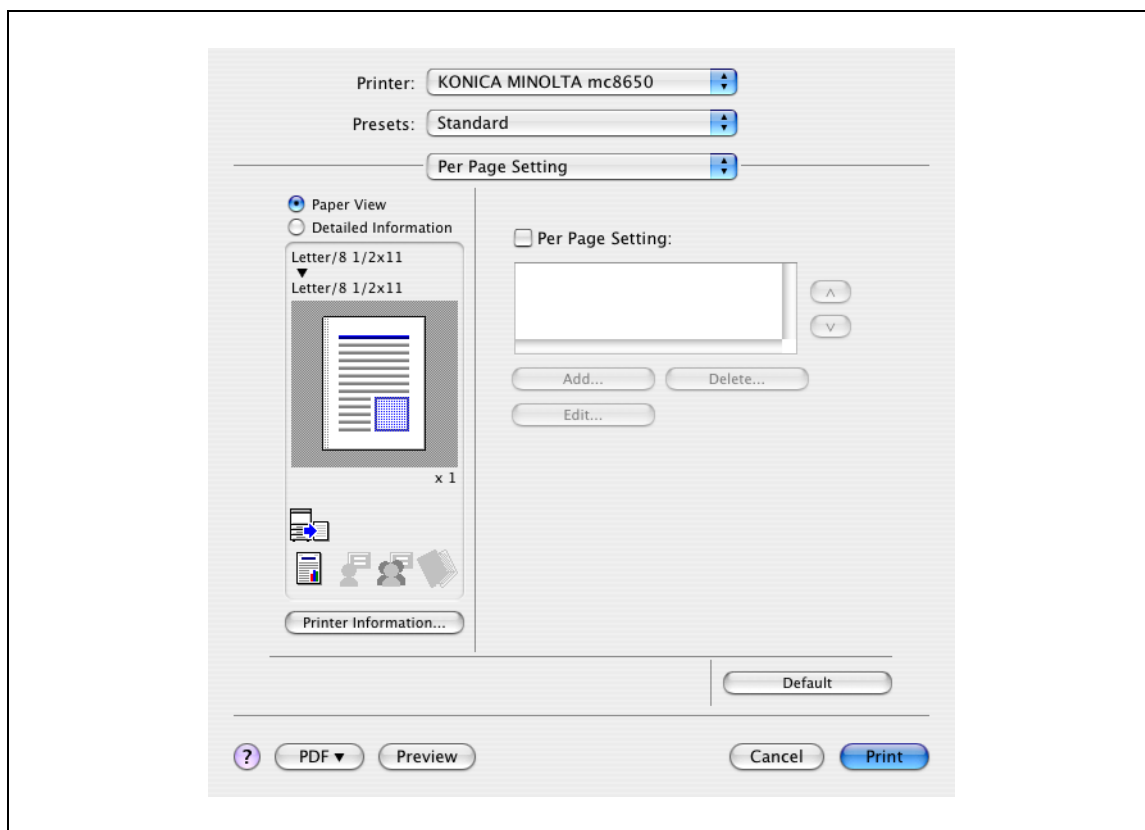 Printer: KONICA MINOLTA mc8650
Presets: Standard
Per Page Setting
Paper View
Detailed Information
Letter/8 1/2x11
▼
Letter/8 1/2x11
x 1
Printer Information...
Per Page Setting:
Add... Delete...
Edit...
Default
? PDF ▼ Preview Cancel Print